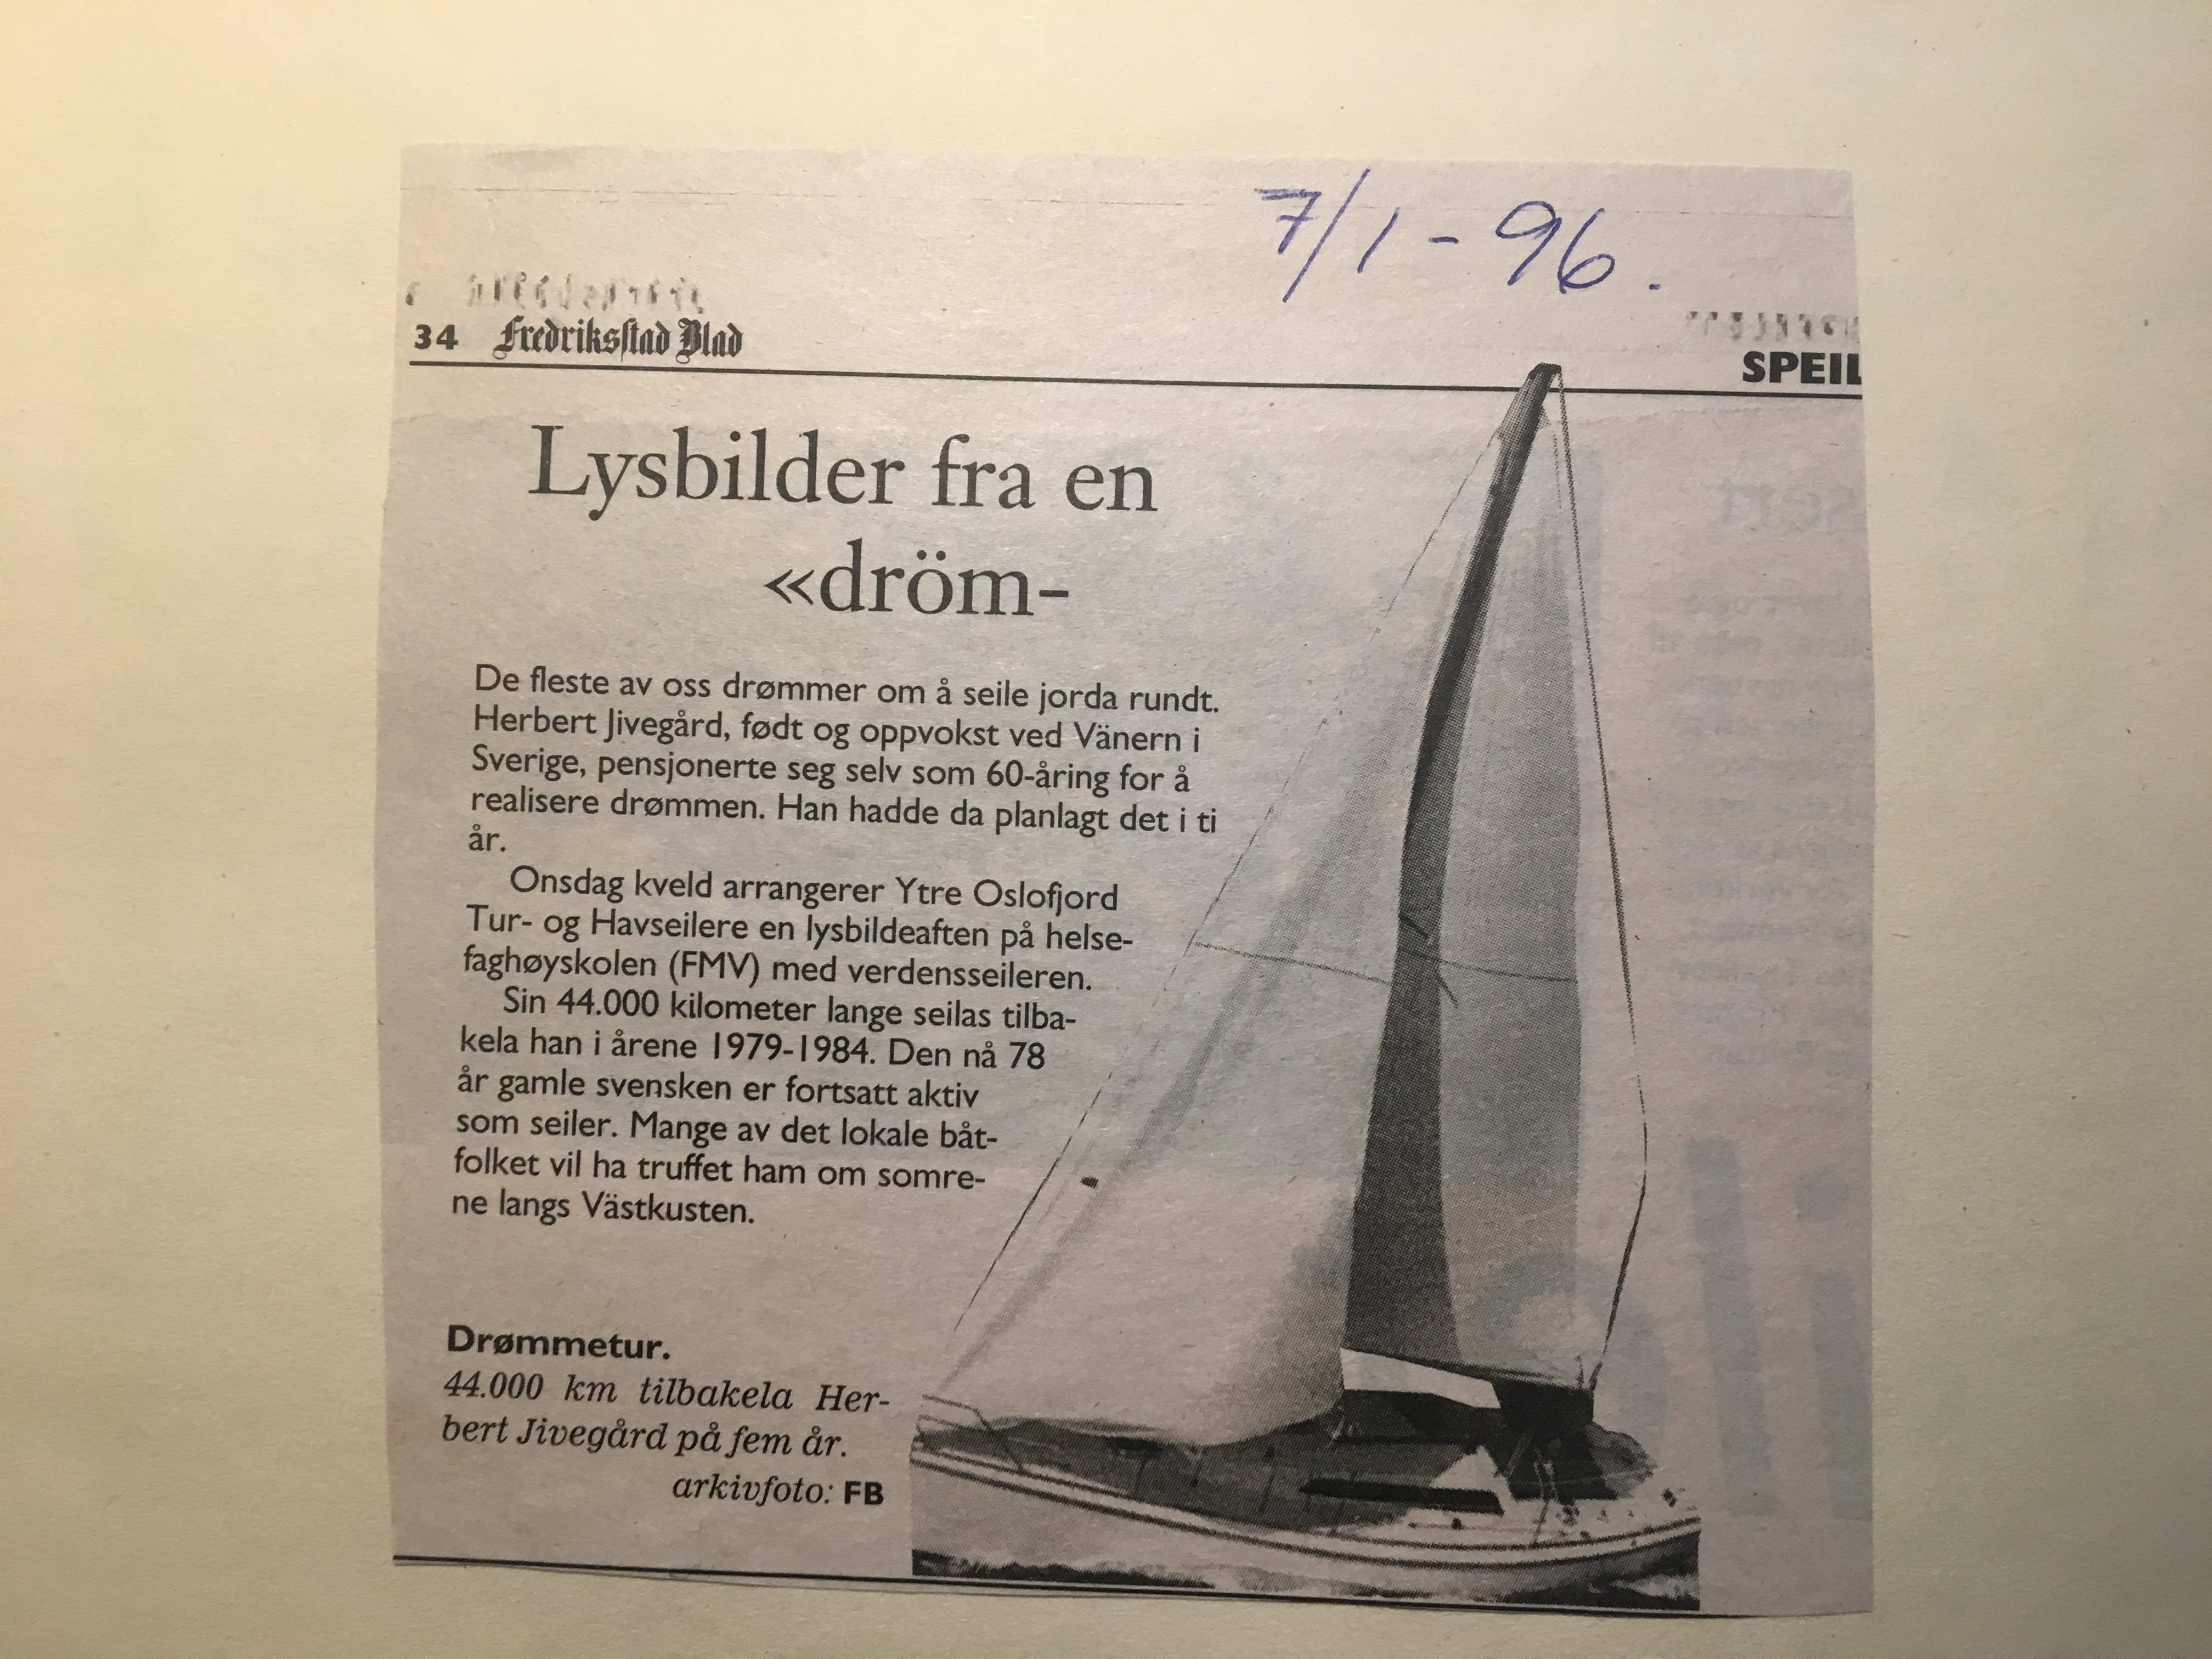 7/1 - 96.
34 Fredriksstad Blad
SPEIL
Lysbilder fra en
«dröm-
De fleste av oss drømmer om å seile jorda rundt.
Herbert Jivegård, født og oppvokst ved Vänern i
Sverige, pensjonerte seg selv som 60-åring for å
realisere drømmen. Han hadde da planlagt det i ti
år.
Onsdag kveld arrangerer Ytre Oslofjord
Tur- og Havseilere en lysbildeaften på helse-
faghøyskolen (FMV) med verdensseileren.
Sin 44.000 kilometer lange seilas tilba-
kela han i årene 1979-1984. Den nå 78
år gamle svensken er fortsatt aktiv
som seiler. Mange av det lokale båt-
folket vil ha truffet ham om somre-
ne langs Västkusten.
Drømmetur.
44.000 km tilbakela Her-
bert Jivegård på fem år.
arkivfoto: FB